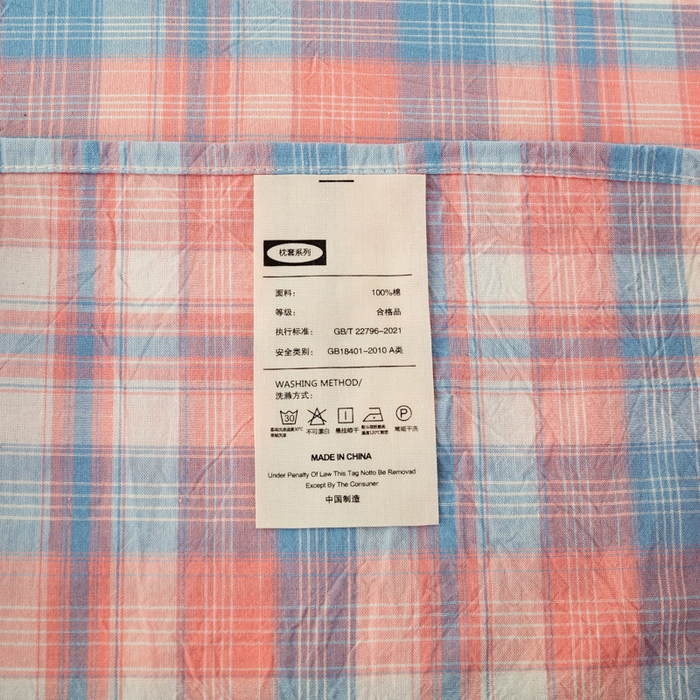 枕套系列
面料: 100%棉
等级: 合格品
执行标准: GB/T 22796-2021
安全类别: GB18401-2010 A类
WASHING METHOD/
洗涤方式:
30
P
不可漂白 悬挂晾干 常规干洗
MADE IN CHINA
Under Penalty Of Law This Tag Notto Be Removad
Except By The Consuner
中国制造